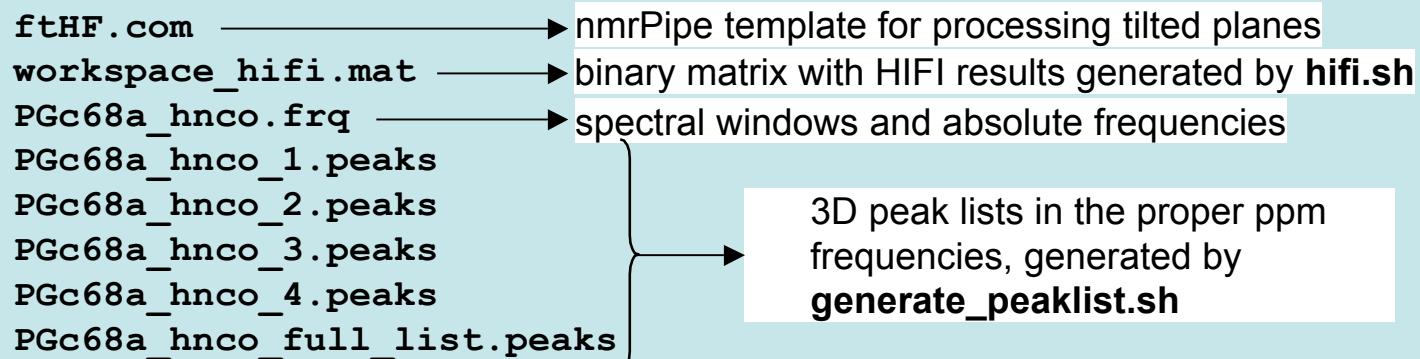 ftHF.com nmrPipe template for processing tilted planes
workspace_hifi.mat binary matrix with HIFI results generated by hifi.sh
PGc68a_hnco.frq spectral windows and absolute frequencies
PGc68a_hnco_1.peaks
PGc68a_hnco_2.peaks
PGc68a_hnco_3.peaks
PGc68a_hnco_4.peaks
PGc68a_hnco_full_list.peaks
3D peak lists in the proper ppm
frequencies, generated by
generate_peaklist.sh